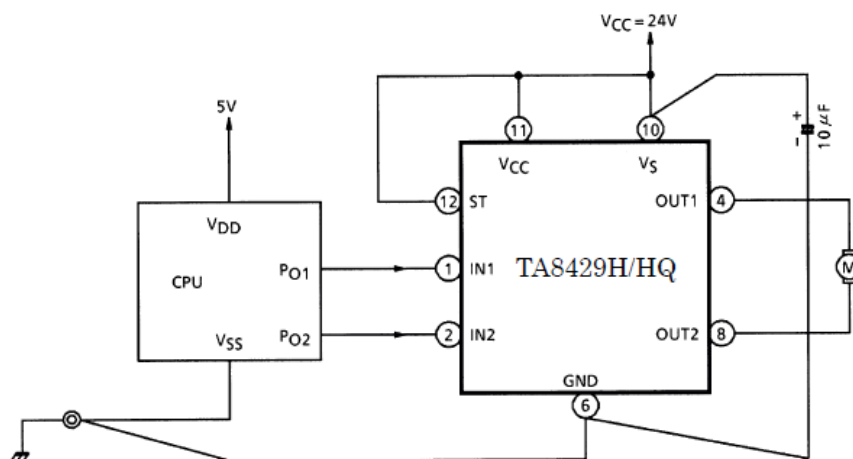 VCC = 24V
5V
11
10
+
-
10 μF
VCC
VS
12
ST
OUT1
4
VDD
CPU
PO1
1
IN1
TA8429H/HQ
M
PO2
2
IN2
OUT2
8
VSS
GND
6